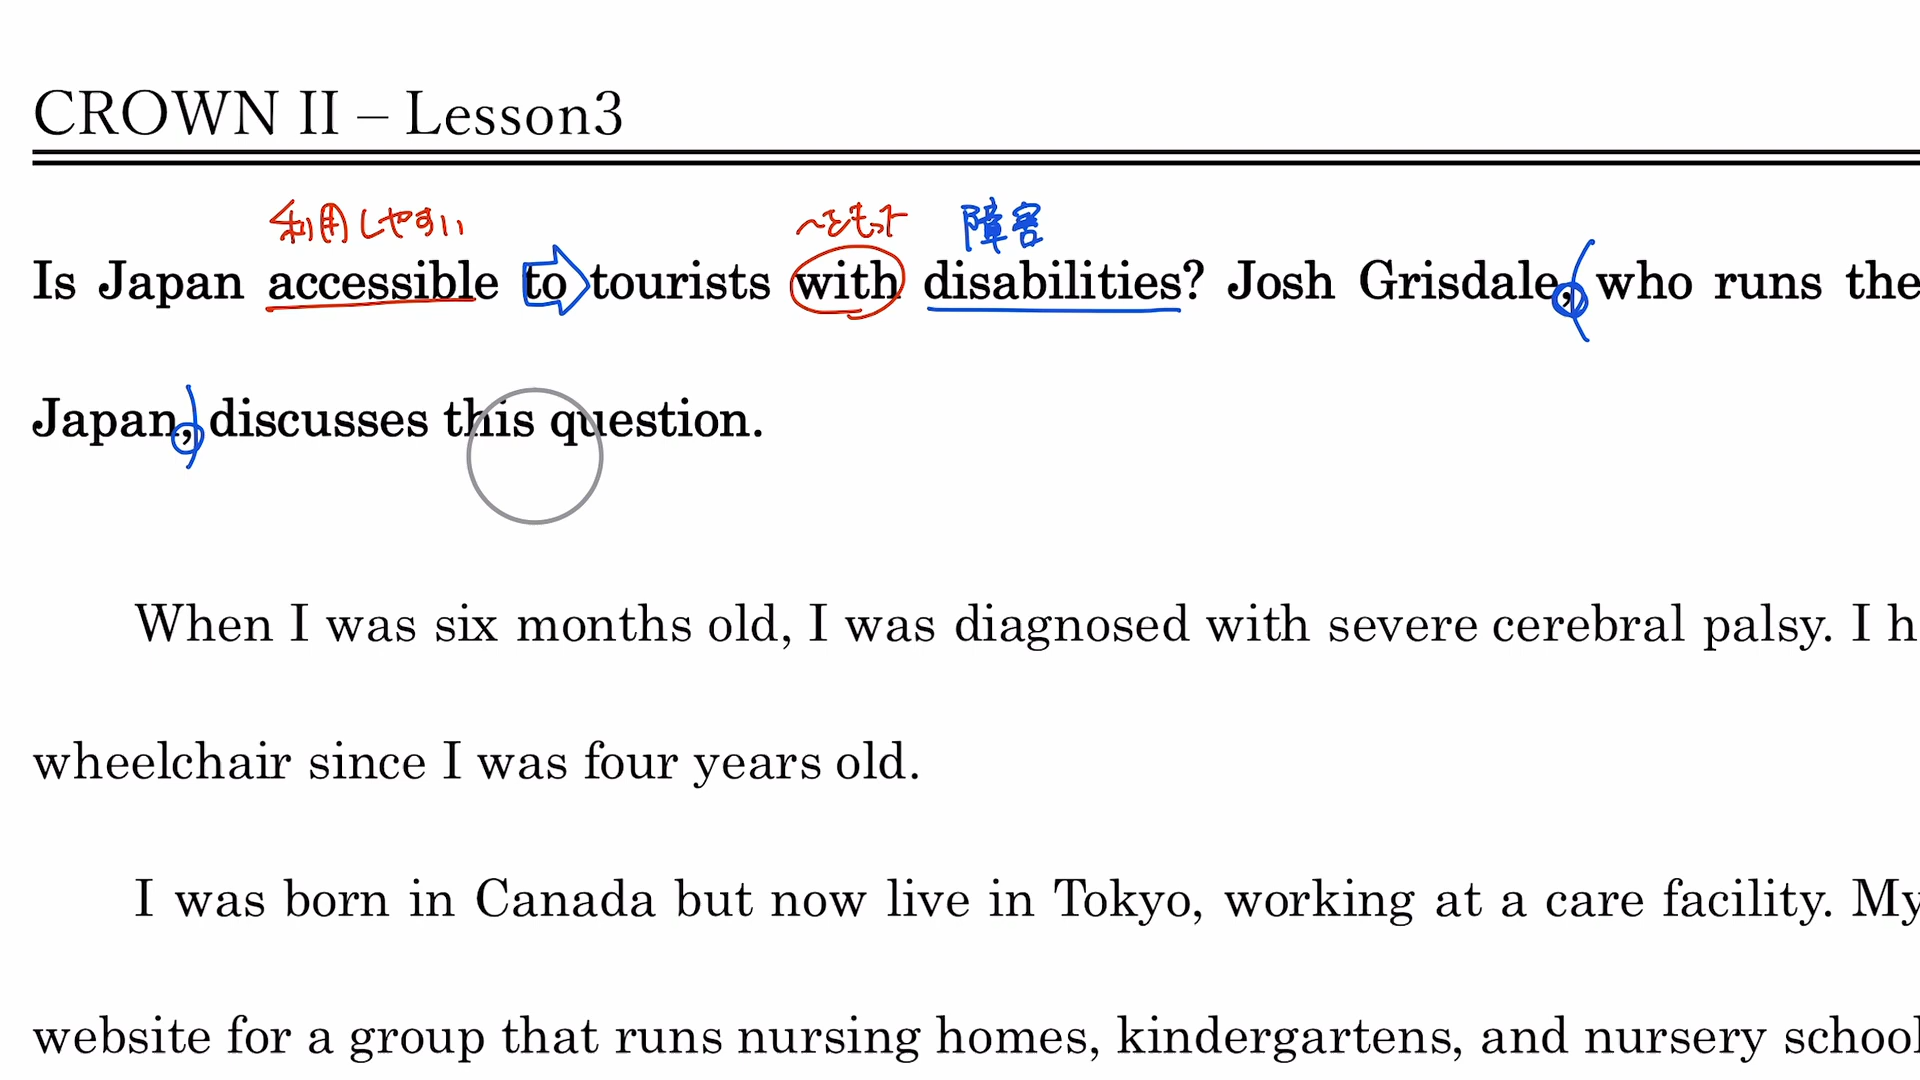 CROWN II – Lesson3
利用しやすい 〜をもって 障害
Is Japan accessible to tourists with disabilities? Josh Grisdale, who runs the
Japan, discusses this question.
When I was six months old, I was diagnosed with severe cerebral palsy. I h
wheelchair since I was four years old.
I was born in Canada but now live in Tokyo, working at a care facility. My
website for a group that runs nursing homes, kindergartens, and nursery school